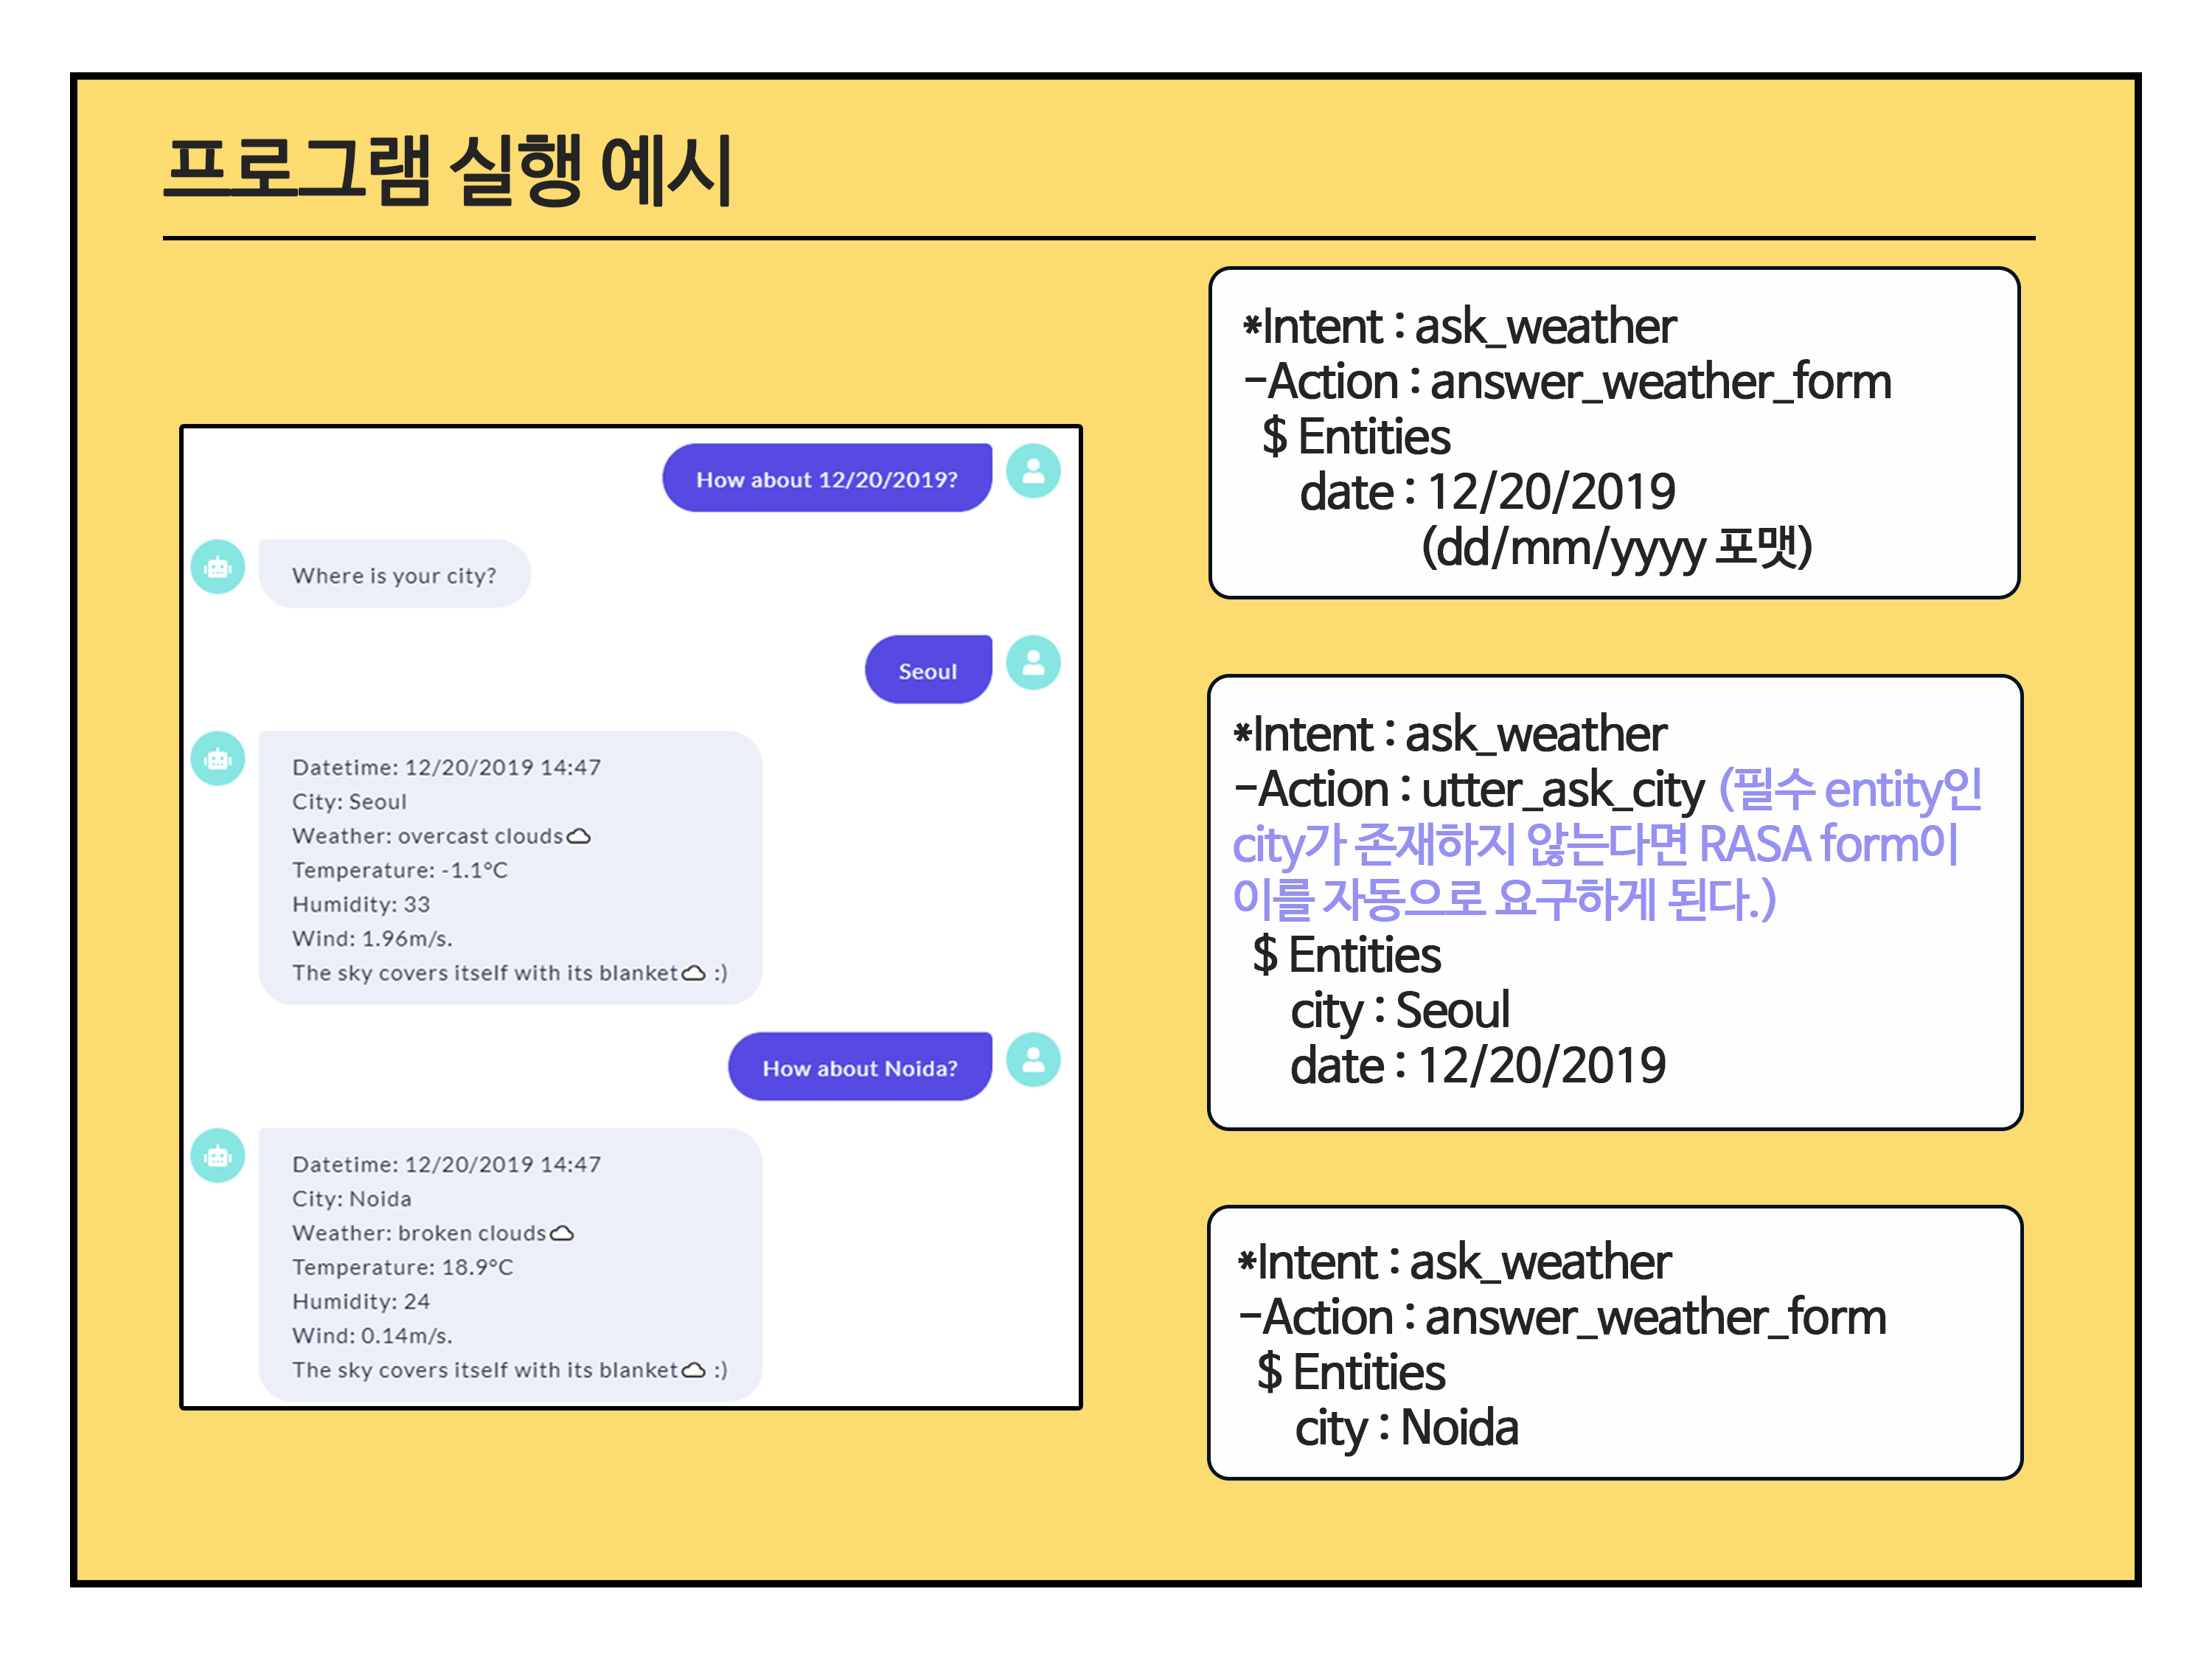 프로그램 실행 예시
How about 12/20/2019?
Where is your city?
Seoul
Datetime: 12/20/2019 14:47
City: Seoul
Weather: overcast clouds
Temperature: -1.1°C
Humidity: 33
Wind: 1.96m/s.
The sky covers itself with its blanket :)
How about Noida?
Datetime: 12/20/2019 14:47
City: Noida
Weather: broken clouds
Temperature: 18.9°C
Humidity: 24
Wind: 0.14m/s.
The sky covers itself with its blanket :)
*Intent : ask_weather
-Action : answer_weather_form
$ Entities
date : 12/20/2019
(dd/mm/yyyy 포맷)
*Intent : ask_weather
-Action : utter_ask_city (필수 entity인
city가 존재하지 않는다면 RASA form이
이를 자동으로 요구하게 된다.)
$ Entities
city : Seoul
date : 12/20/2019
*Intent : ask_weather
-Action : answer_weather_form
$ Entities
city : Noida